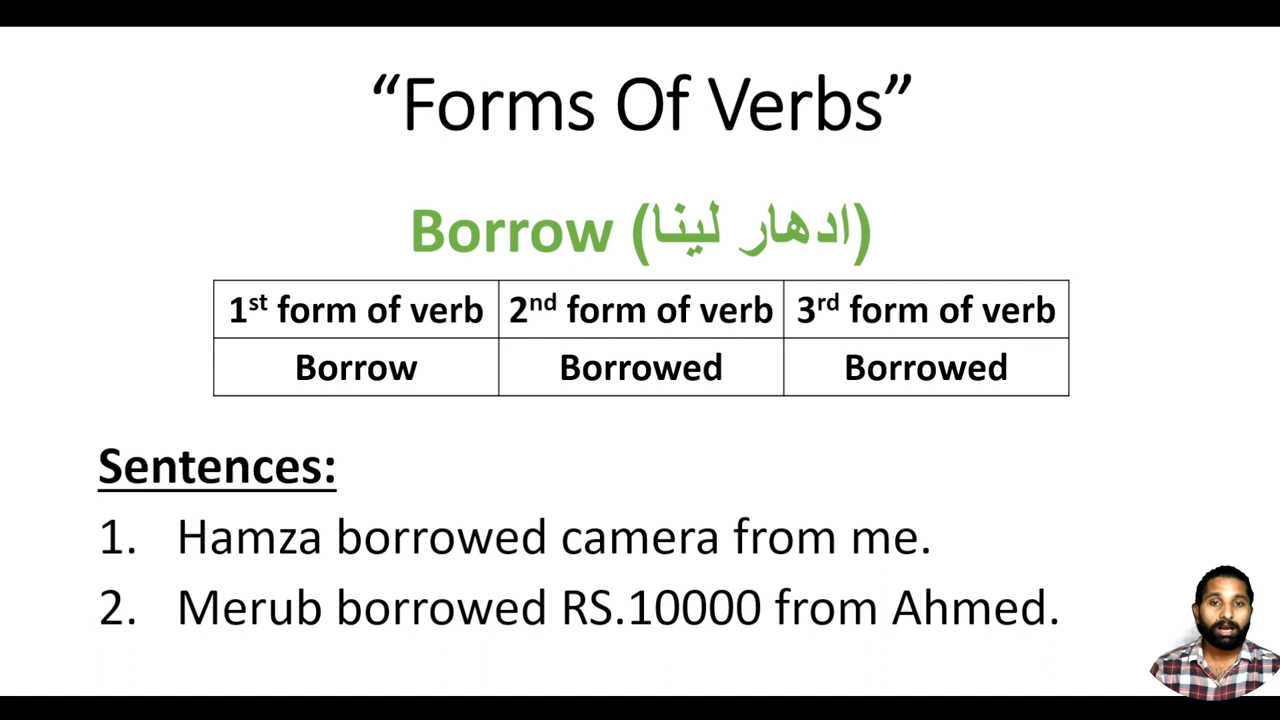 “Forms Of Verbs”
Borrow (ادھار لینا)
1st form of verb 2nd form of verb 3rd form of verb
Borrow Borrowed Borrowed
Sentences:
1. Hamza borrowed camera from me.
2. Merub borrowed RS.10000 from Ahmed.